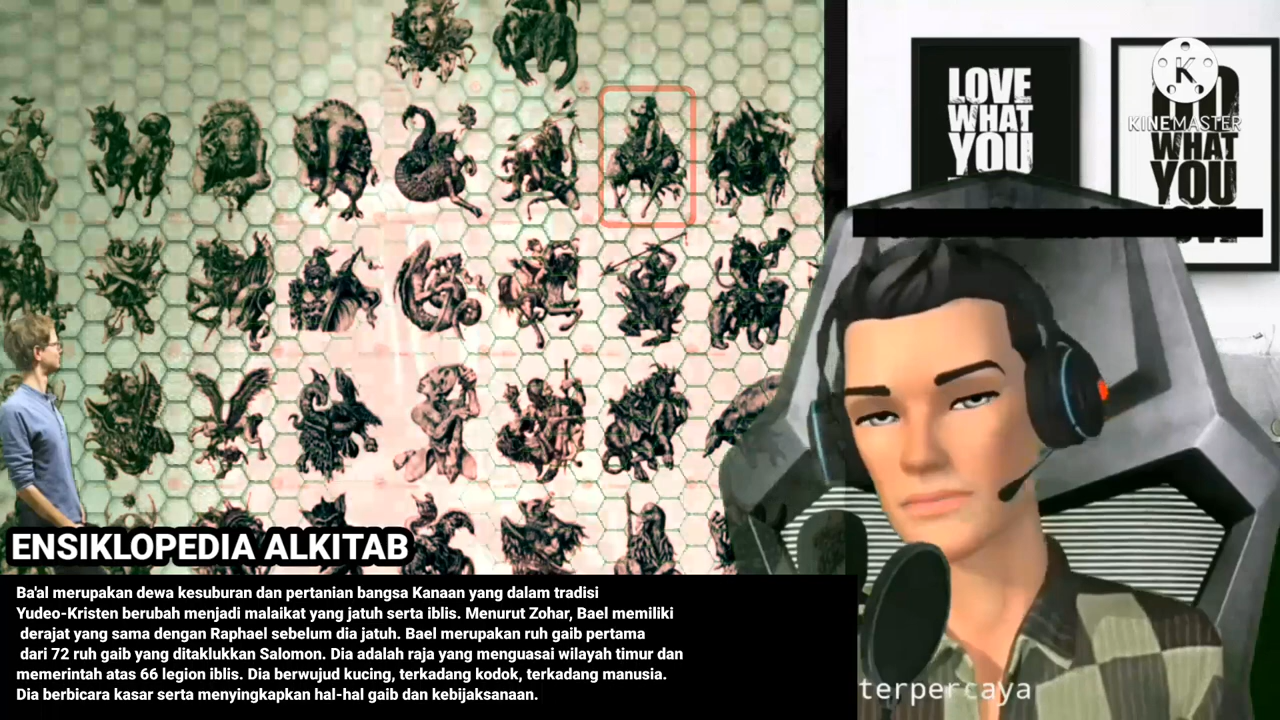 LOVE
WHAT
YOU
KINEMASTER
WHAT
YOU
ENSIKLOPEDIA ALKITAB
Ba'al merupakan dewa kesuburan dan pertanian bangsa Kanaan yang dalam tradisi
Yudeo-Kristen berubah menjadi malaikat yang jatuh serta iblis. Menurut Zohar, Bael memiliki
derajat yang sama dengan Raphael sebelum dia jatuh. Bael merupakan ruh gaib pertama
dari 72 ruh gaib yang ditaklukkan Salomon. Dia adalah raja yang menguasai wilayah timur dan
memerintah atas 66 legion iblis. Dia berwujud kucing, terkadang kodok, terkadang manusia.
Dia berbicara kasar serta menyingkapkan hal-hal gaib dan kebijaksanaan.
terpercaya